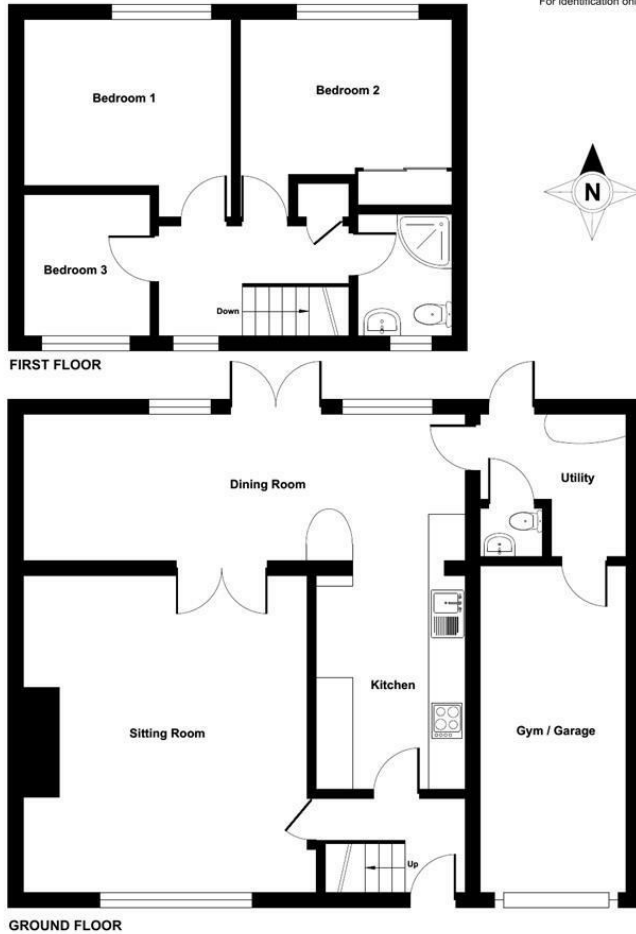 For identification onl
Bedroom 1
Bedroom 2
N
Bedroom 3
Down
FIRST FLOOR
Dining Room
Utility
Kitchen
Sitting Room
Gym / Garage
Up
GROUND FLOOR